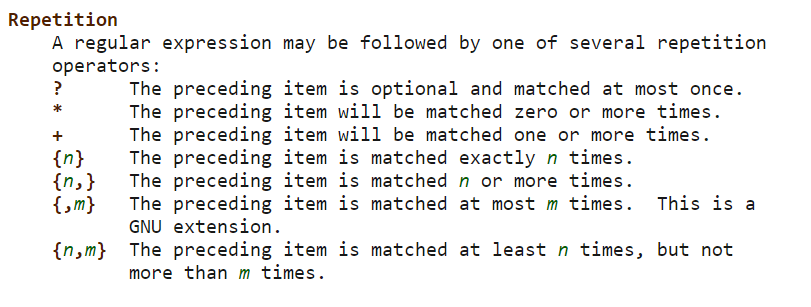 Repetition
A regular expression may be followed by one of several repetition
operators:
? The preceding item is optional and matched at most once.
* The preceding item will be matched zero or more times.
+ The preceding item will be matched one or more times.
{n} The preceding item is matched exactly n times.
{n,} The preceding item is matched n or more times.
{,m} The preceding item is matched at most m times.  This is a
GNU extension.
{n,m} The preceding item is matched at least n times, but not
more than m times.